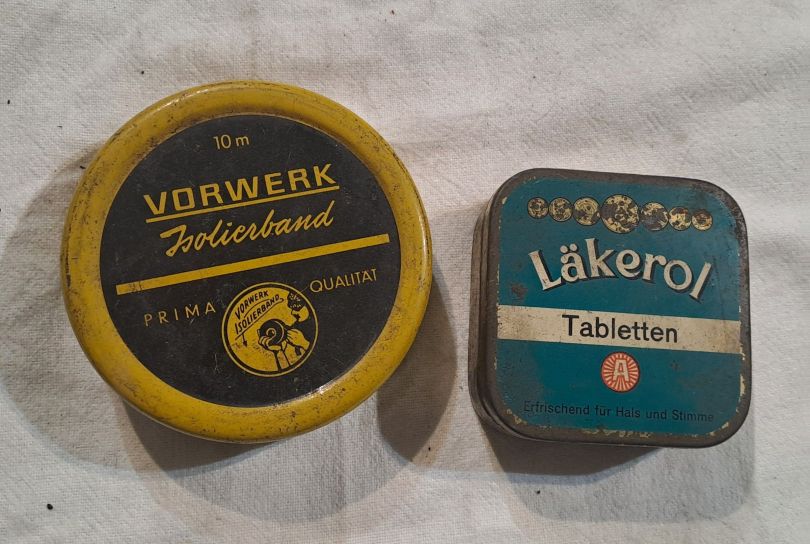 10 m
VORWERK
Isolierband
PRIMA QUALITÄT
VORWERK
ISOLIERBAND
Läkerol
Tabletten
A
Erfrischend für Hals und Stimme